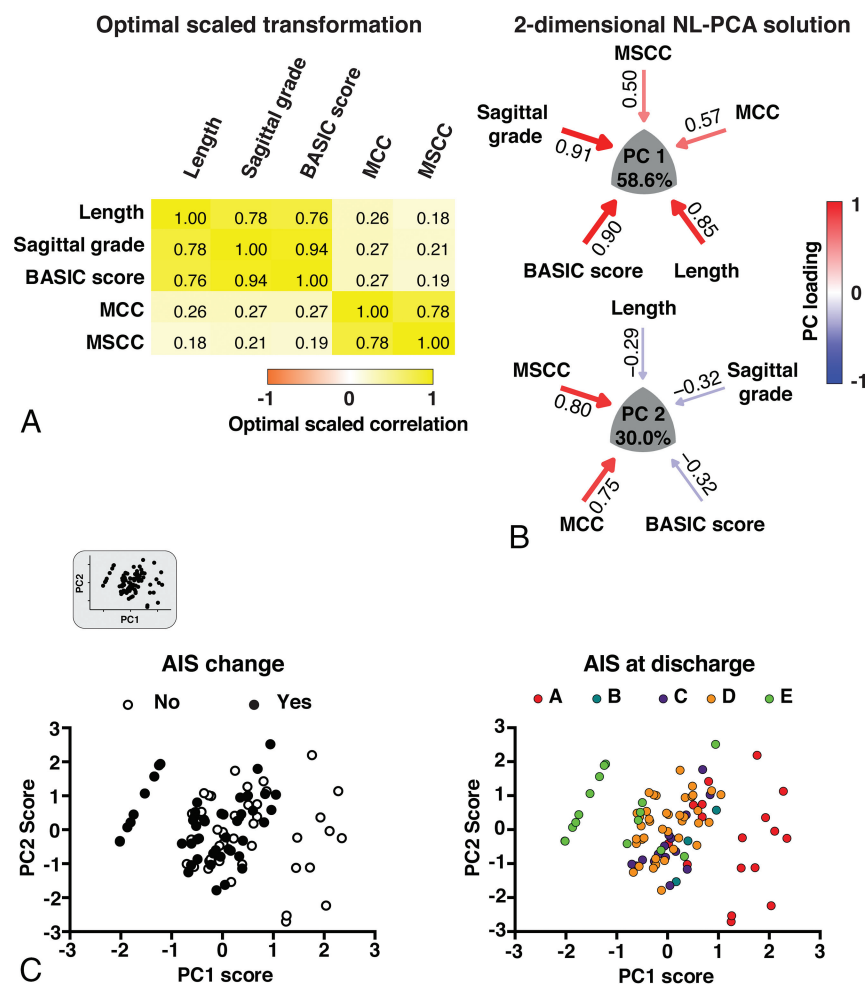 Optimal scaled transformation
Length
Sagittal grade
BASIC score
MCC
MSCC
Length 1.00 0.78 0.76 0.26 0.18
Sagittal grade 0.78 1.00 0.94 0.27 0.21
BASIC score 0.76 0.94 1.00 0.27 0.19
MCC 0.26 0.27 0.27 1.00 0.78
MSCC 0.18 0.21 0.19 0.78 1.00
-1 0 1
Optimal scaled correlation
A
2-dimensional NL-PCA solution
MSCC
0.50
Sagittal
grade
0.91
MCC
0.57
PC 1
58.6%
BASIC score
0.90
Length
0.85
Length
−0.29
MSCC
0.80
Sagittal
grade
−0.32
PC 2
30.0%
MCC
0.75
BASIC score
−0.32
PC loading
1
0
-1
B
PC2
PC1
AIS change
No Yes
3
2
1
0
-1
-2
-3
PC2 Score
-3 -2 -1 0 1 2 3
PC1 score
C
AIS at discharge
A B C D E
3
2
1
0
-1
-2
-3
PC2 Score
-3 -2 -1 0 1 2 3
PC1 score